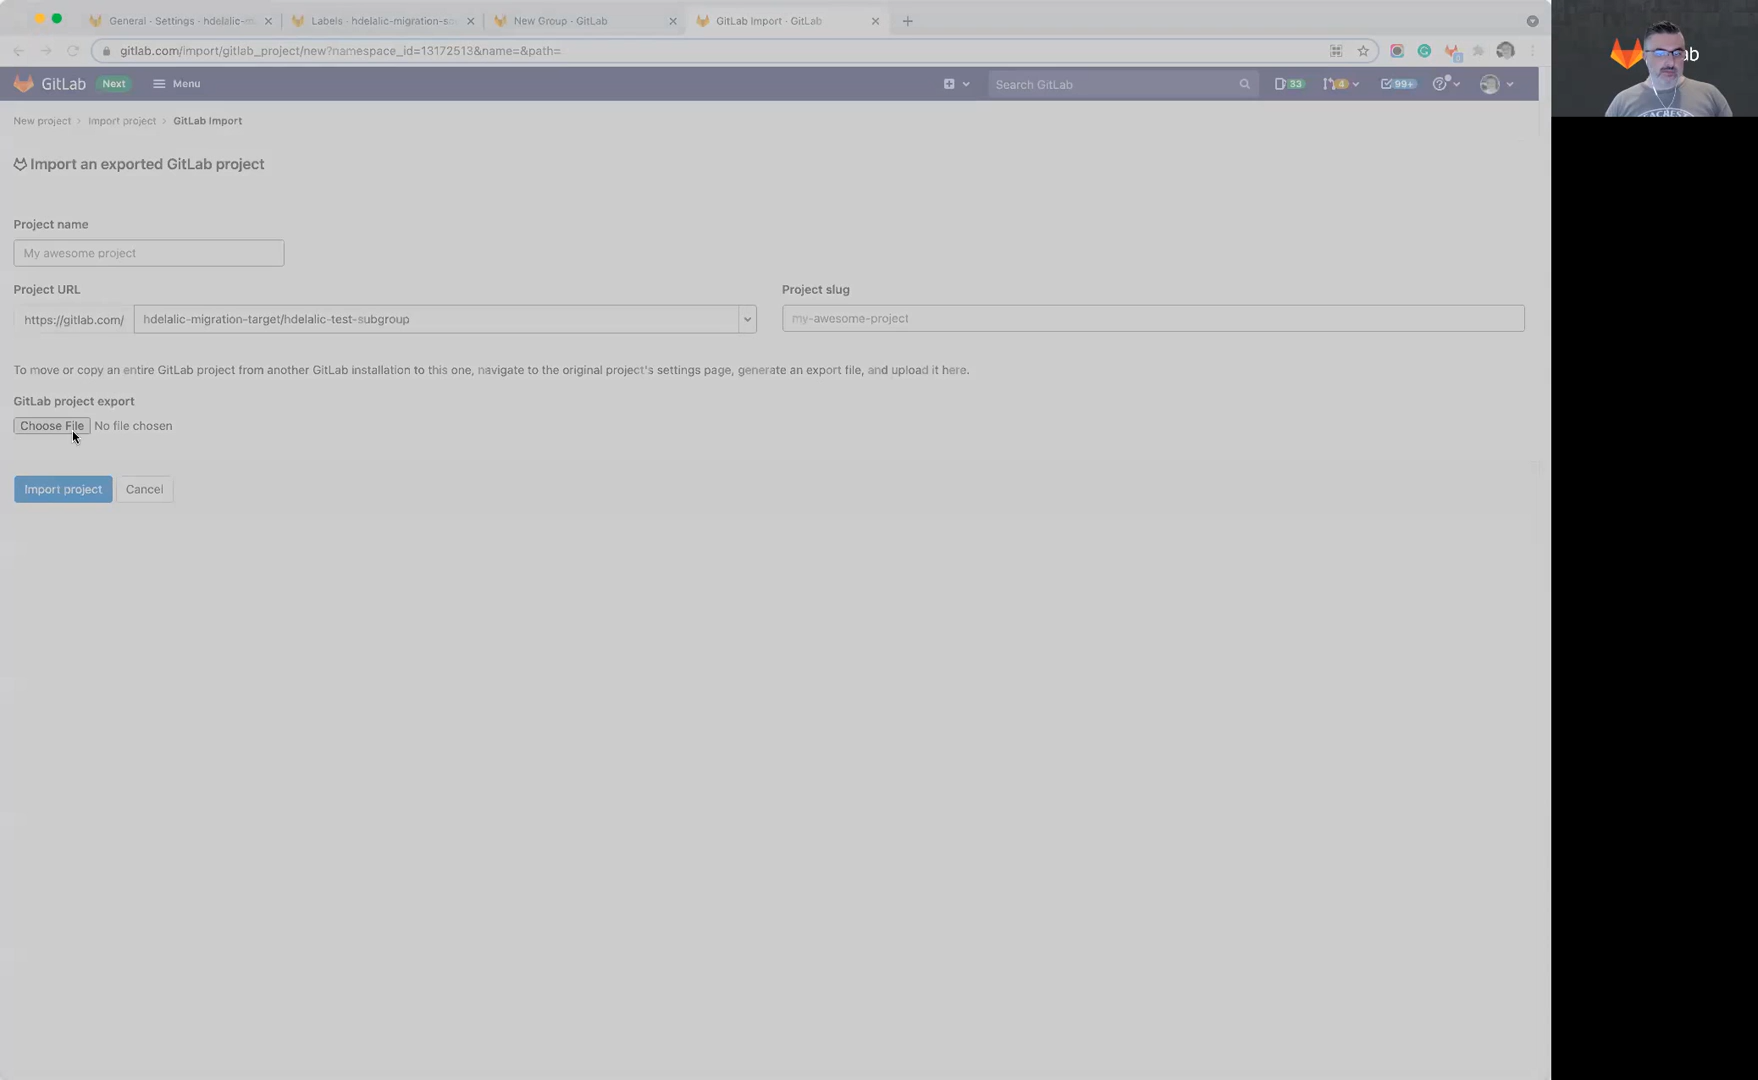 General · Settings · hdelalic-m
Labels · hdelalic-migration-so
New Group · GitLab
GitLab Import · GitLab
gitlab.com/import/gitlab_project/new?namespace_id=13172513&name=&path=
GitLab Next Menu
Search GitLab
33
4
99+
New project > Import project > GitLab Import
Import an exported GitLab project
Project name
My awesome project
Project URL
Project slug
https://gitlab.com/
hdelalic-migration-target/hdelalic-test-subgroup
my-awesome-project
To move or copy an entire GitLab project from another GitLab installation to this one, navigate to the original project's settings page, generate an export file, and upload it here.
GitLab project export
Choose File No file chosen
Import project
Cancel